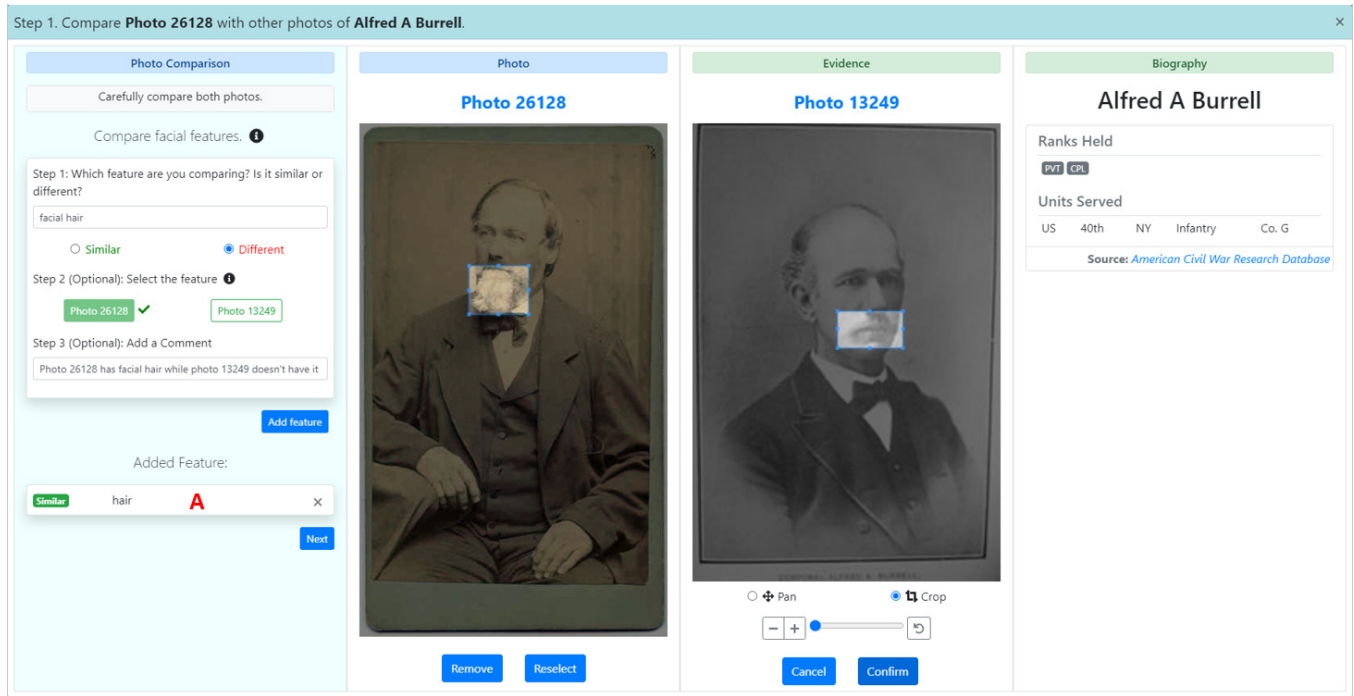 Step 1. Compare Photo 26128 with other photos of Alfred A Burrell.
×
Photo Comparison
Carefully compare both photos.
Compare facial features.
Step 1: Which feature are you comparing? Is it similar or
different?
facial hair
Similar
Different
Step 2 (Optional): Select the feature
Photo 26128
Photo 13249
Step 3 (Optional): Add a Comment
Photo 26128 has facial hair while photo 13249 doesn't have it
Add feature
Added Feature:
Similar
hair
A
×
Next
Photo
Photo 26128
Remove
Reselect
Evidence
Photo 13249
CORPORAL ALFRED A. BURRELL.
Pan
Crop
Cancel
Confirm
Biography
Alfred A Burrell
Ranks Held
PVT CPL
Units Served
US 40th NY Infantry Co. G
Source: American Civil War Research Database